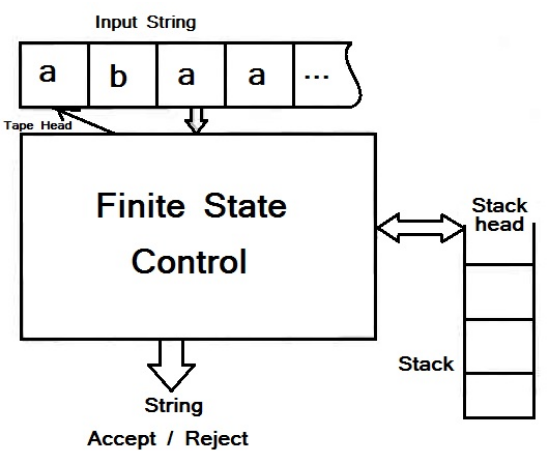 Input String
a b a a ...
Tape Head
Finite State
Control
Stack
head
Stack
String
Accept / Reject